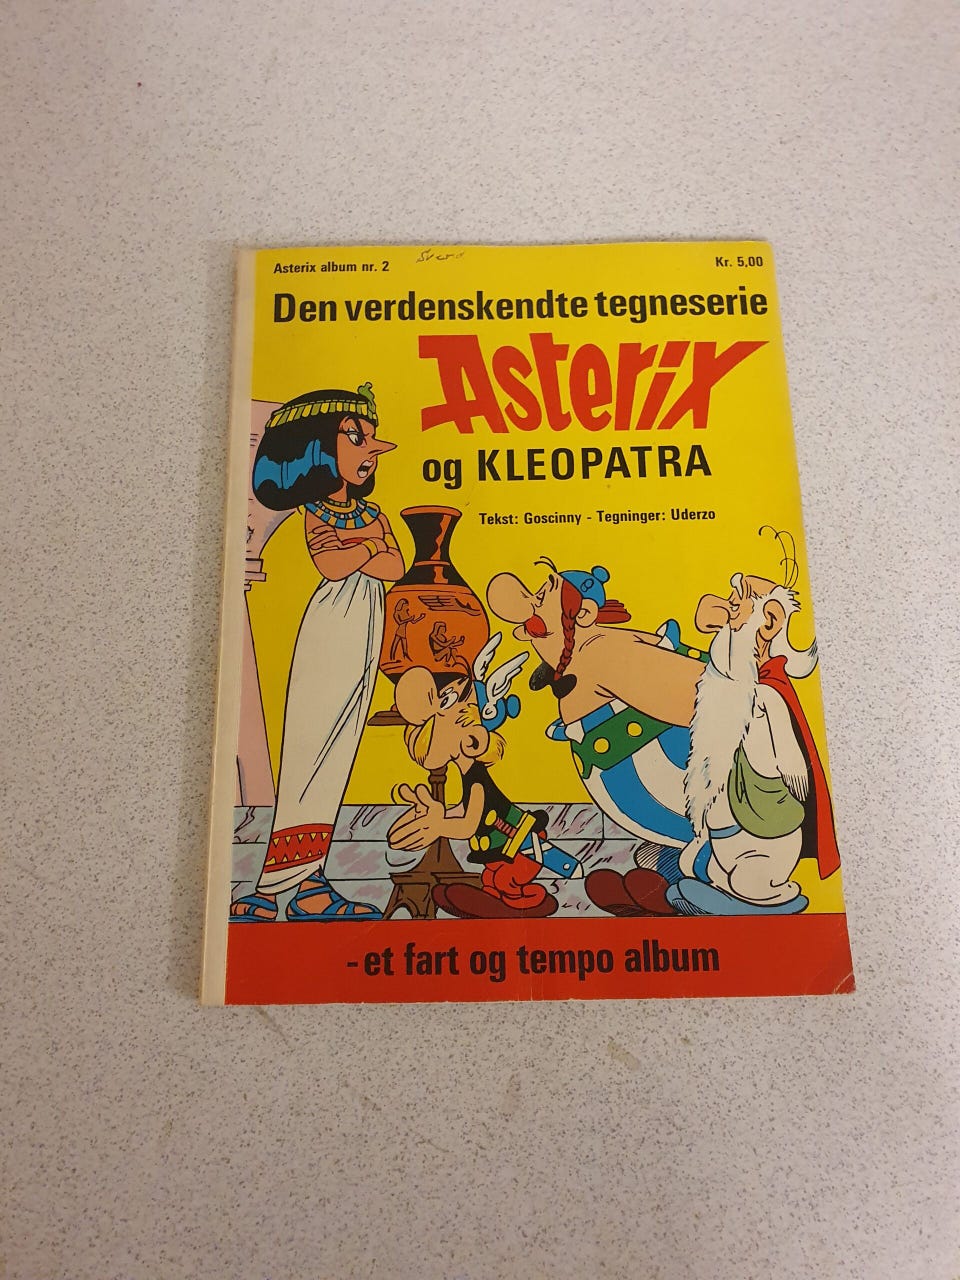 Asterix album nr. 2
Kr. 5,00
Den verdenskendte tegneserie
Asterix
og KLEOPATRA
Tekst: Goscinny - Tegninger: Uderzo
- et fart og tempo album